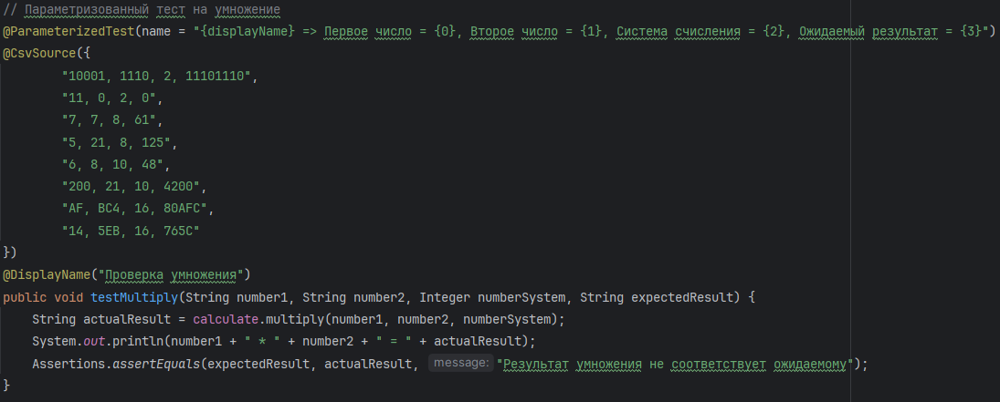 // Параметризованный тест на умножение
@ParameterizedTest(name = "{displayName} => Первое число = {0}, Второе число = {1}, Система счисления = {2}, Ожидаемый результат = {3}")
@CsvSource({
"10001, 1110, 2, 11101110",
"11, 0, 2, 0",
"7, 7, 8, 61",
"5, 21, 8, 125",
"6, 8, 10, 48",
"200, 21, 10, 4200",
"AF, BC4, 16, 80AFC",
"14, 5EB, 16, 765C"
})
@DisplayName("Проверка умножения")
public void testMultiply(String number1, String number2, Integer numberSystem, String expectedResult) {
String actualResult = calculate.multiply(number1, number2, numberSystem);
System.out.println(number1 + " * " + number2 + " = " + actualResult);
Assertions.assertEquals(expectedResult, actualResult, message: "Результат умножения не соответствует ожидаемому");
}